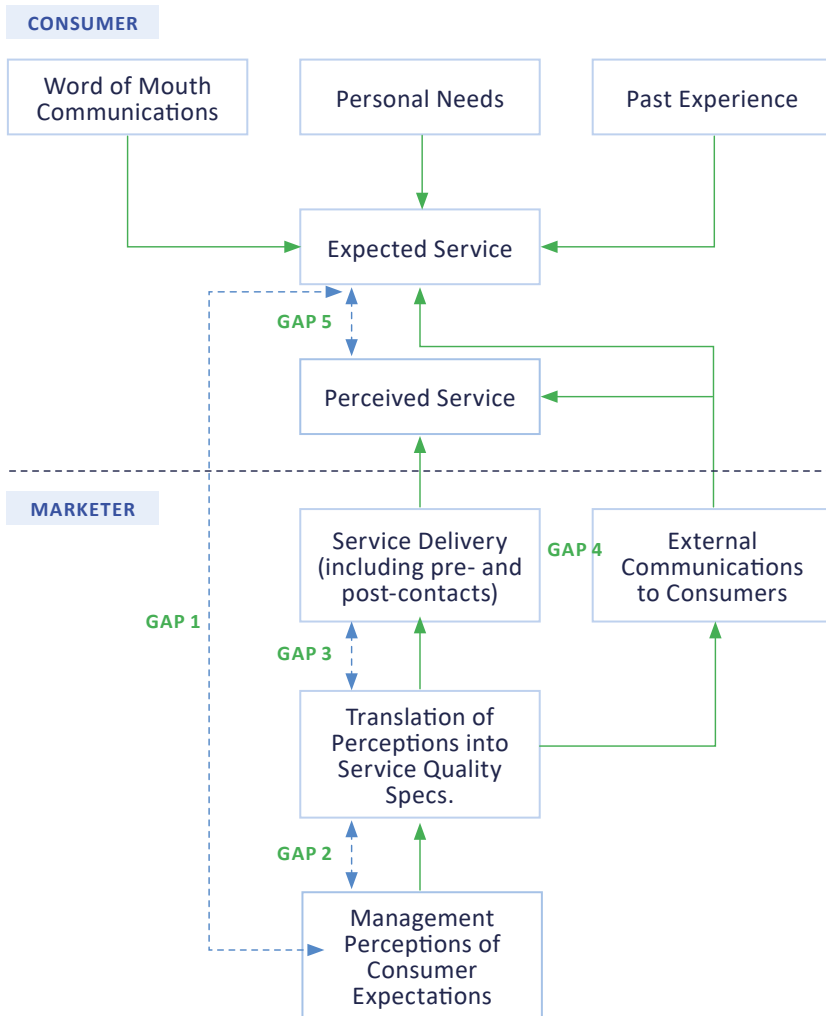 CONSUMER
Word of Mouth
Communications
Personal Needs
Past Experience
Expected Service
GAP 5
Perceived Service
MARKETER
Service Delivery
(including pre- and
post-contacts)
GAP 4
External
Communications
to Consumers
GAP 1
GAP 3
Translation of
Perceptions into
Service Quality
Specs.
GAP 2
Management
Perceptions of
Consumer
Expectations